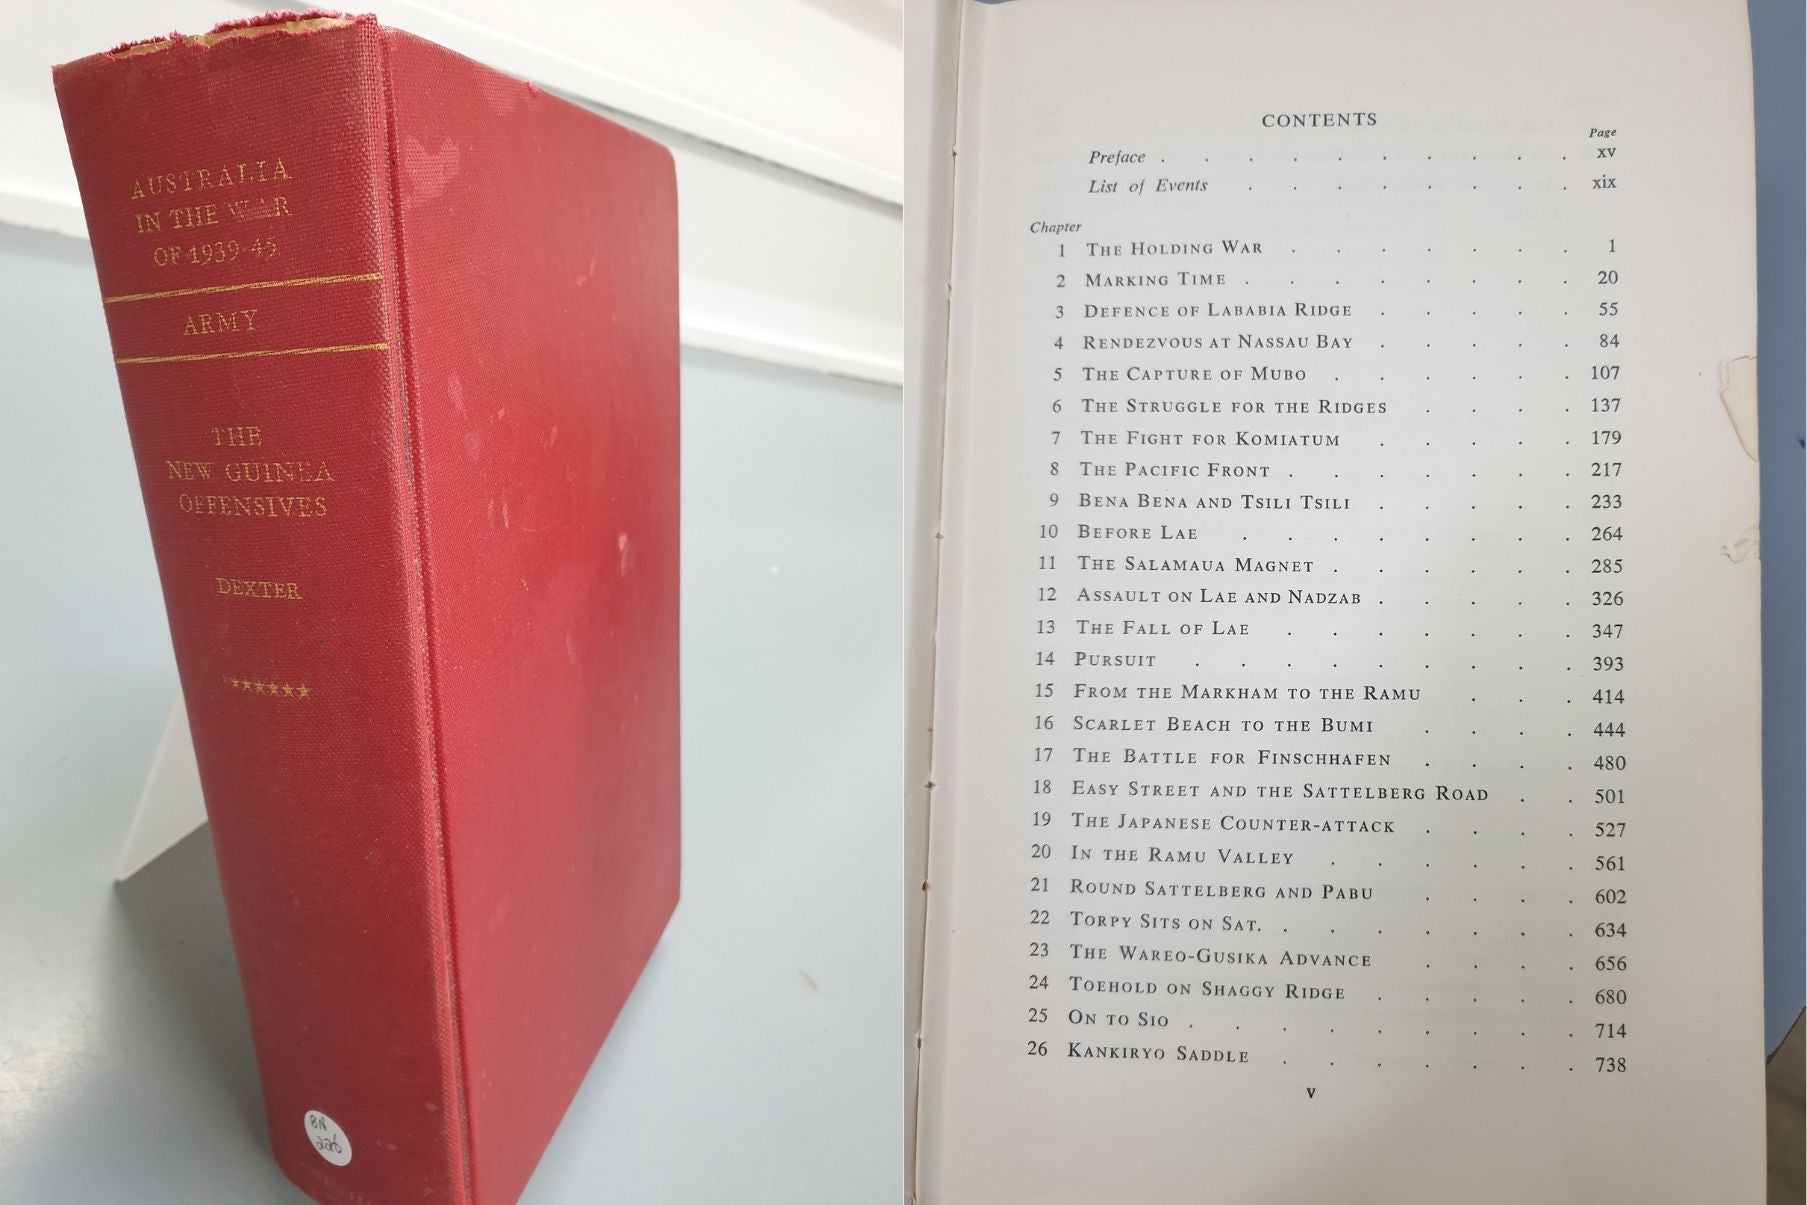 AUSTRALIA
IN THE WAR
OF 1939-45
ARMY
THE
NEW GUINEA
OFFENSIVES
DEXTER
BN
226
CONTENTS
Page
Preface . . . . . . . . . . xv
List of Events . . . . . . . . xix
Chapter
1 THE HOLDING WAR . . . . . . . 1
2 MARKING TIME . . . . . . . . 20
3 DEFENCE OF LABABIA RIDGE . . . . . 55
4 RENDEZVOUS AT NASSAU BAY . . . . . 84
5 THE CAPTURE OF MUBO . . . . . . 107
6 THE STRUGGLE FOR THE RIDGES . . . . 137
7 THE FIGHT FOR KOMIATUM . . . . . 179
8 THE PACIFIC FRONT . . . . . . . 217
9 BENA BENA AND TSILI TSILI . . . . . 233
10 BEFORE LAE . . . . . . . . 264
11 THE SALAMAUA MAGNET . . . . . . 285
12 ASSAULT ON LAE AND NADZAB . . . . . 326
13 THE FALL OF LAE . . . . . . . 347
14 PURSUIT . . . . . . . . . 393
15 FROM THE MARKHAM TO THE RAMU . . . 414
16 SCARLET BEACH TO THE BUMI . . . . 444
17 THE BATTLE FOR FINSCHHAFEN . . . . 480
18 EASY STREET AND THE SATTELBERG ROAD . . 501
19 THE JAPANESE COUNTER-ATTACK . . . . 527
20 IN THE RAMU VALLEY . . . . . . 561
21 ROUND SATTELBERG AND PABU . . . . 602
22 TORPY SITS ON SAT. . . . . . . . 634
23 THE WAREO-GUSIKA ADVANCE . . . . 656
24 TOEHOLD ON SHAGGY RIDGE . . . . . 680
25 ON TO SIO . . . . . . . . . 714
26 KANKIRYO SADDLE . . . . . . . 738
v